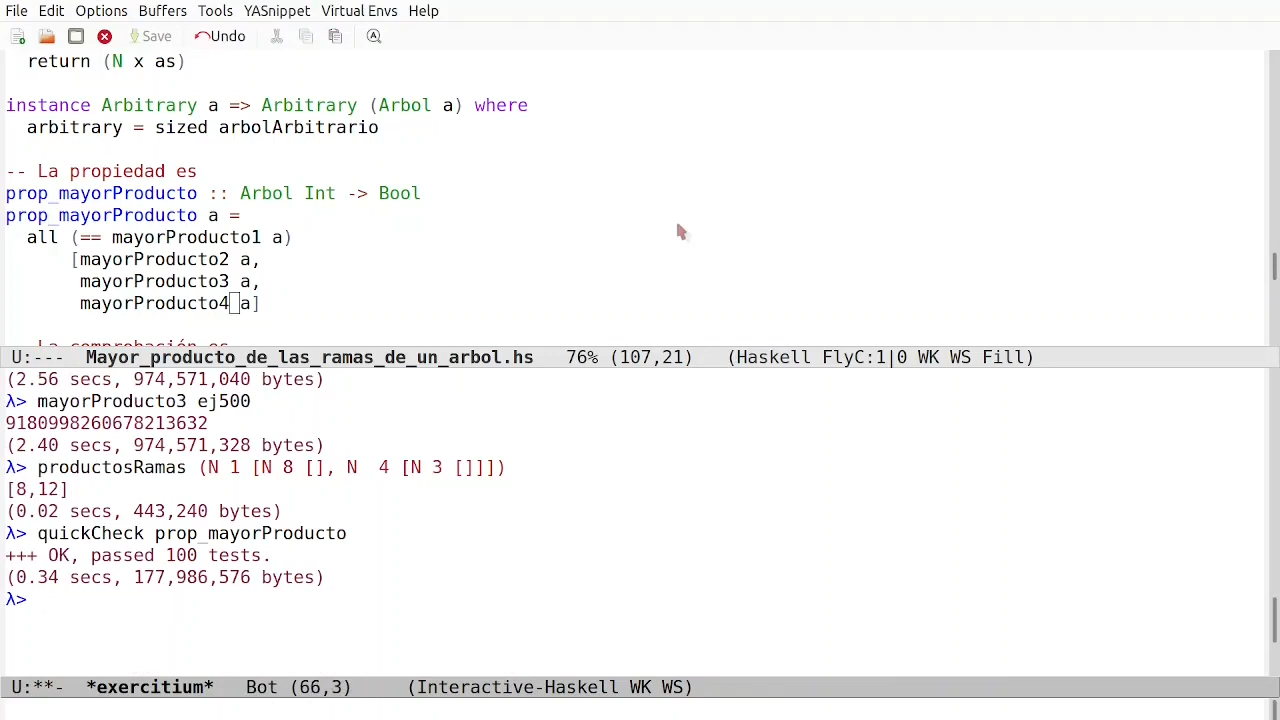 File Edit Options Buffers Tools YASnippet Virtual Envs Help
Save Undo
return (N x as)
instance Arbitrary a => Arbitrary (Arbol a) where
arbitrary = sized arbolArbitrario
-- La propiedad es
prop_mayorProducto :: Arbol Int -> Bool
prop_mayorProducto a =
all (== mayorProducto1 a)
[mayorProducto2 a,
mayorProducto3 a,
mayorProducto4 a]
-- La comprobación es
U:--- Mayor_producto_de_las_ramas_de_un_arbol.hs 76% (107,21) (Haskell FlyC:1|0 WK WS Fill)
(2.56 secs, 974,571,040 bytes)
λ> mayorProducto3 ej500
9180998260678213632
(2.40 secs, 974,571,328 bytes)
λ> productosRamas (N 1 [N 8 [], N  4 [N 3 []]])
[8,12]
(0.02 secs, 443,240 bytes)
λ> quickCheck prop_mayorProducto
+++ OK, passed 100 tests.
(0.34 secs, 177,986,576 bytes)
λ>
U:**- *exercitium* Bot (66,3) (Interactive-Haskell WK WS)